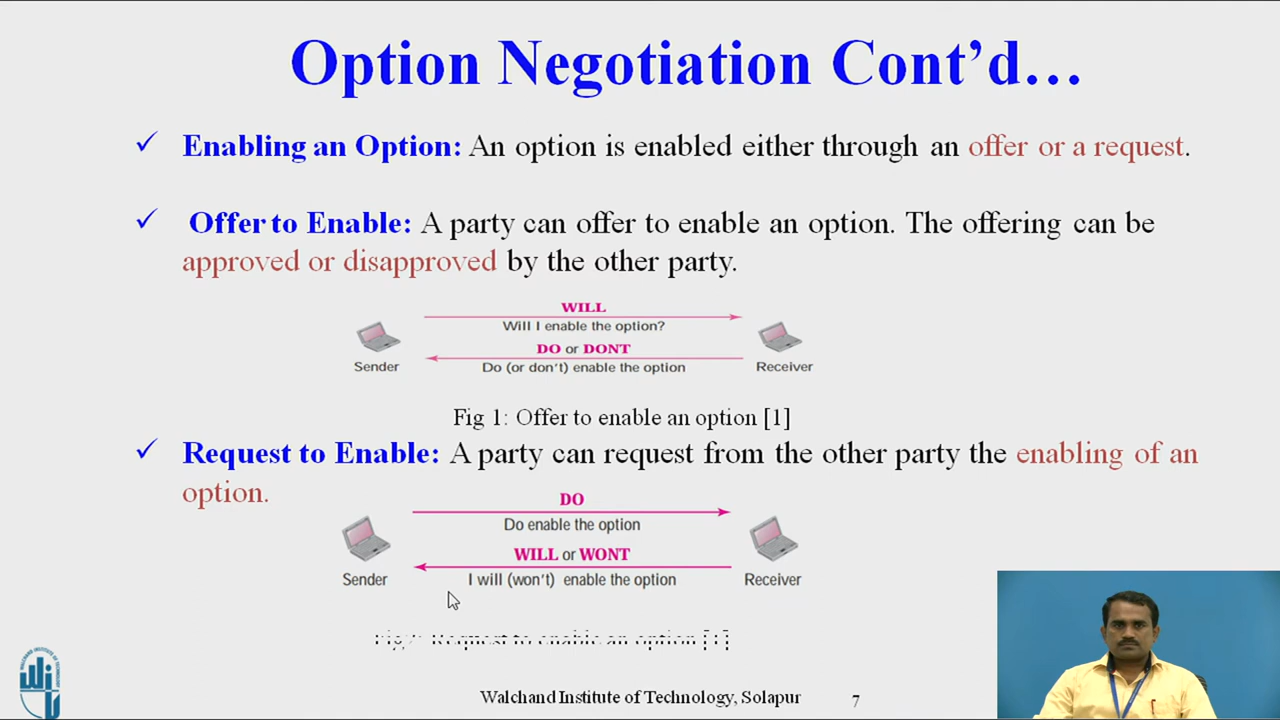 Option Negotiation Cont’d…
✓ Enabling an Option: An option is enabled either through an offer or a request.
✓ Offer to Enable: A party can offer to enable an option. The offering can be
approved or disapproved by the other party.
WILL
Will I enable the option?
DO or DONT
Do (or don't) enable the option
Sender
Receiver
Fig 1: Offer to enable an option [1]
✓ Request to Enable: A party can request from the other party the enabling of an
option.
DO
Do enable the option
WILL or WONT
I will (won't) enable the option
Sender
Receiver
Request to enable an option [1]
WALCHAND INSTITUTE OF TECHNOLOGY
WIT
Walchand Institute of Technology, Solapur
7